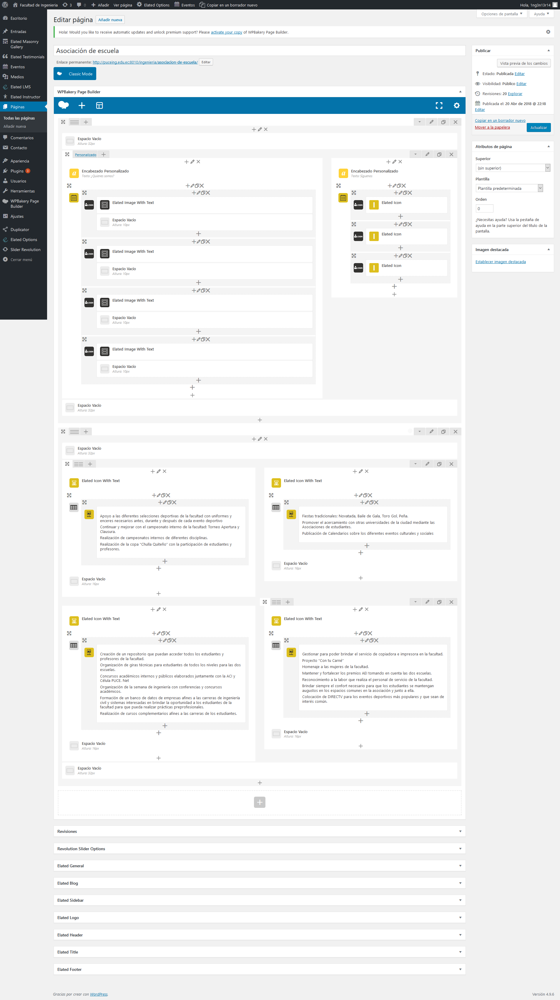 Facultad de Ingenieria 3 0 Añadir Ver página Elated Options Eventos Copiar en un borrador nuevo Hola, 1ng3n13r14
Opciones de pantalla Ayuda
Escritorio
Entradas
Elated Masonry
Gallery
Elated Testimonials
Eventos
Medios
Elated LMS
Elated Instructor
Páginas
Todas las páginas
Añadir nueva
Comentarios
Contacto
Apariencia
Plugins 3
Usuarios
Herramientas
WPBakery Page
Builder
Ajustes
Duplicator
Elated Options
Slider Revolution
Cerrar menú
Editar página Añadir nueva
Hola! Would you like to receive automatic updates and unlock premium support? Please activate your copy of WPBakery Page Builder.
Asociación de escuela
Enlace permanente: http://puceing.edu.ec:8010/ingenieria/asociacion-de-escuela/ Editar
Classic Mode
WPBakery Page Builder
Espacio Vacío
Altura: 32px
Personalizado
a Encabezado Personalizado
Texto: ¿Quienes somos?
LOGIN Elated Image With Text
Espacio Vacío
Altura: 10px
LOGIN Elated Image With Text
Espacio Vacío
Altura: 10px
LOGIN Elated Image With Text
Espacio Vacío
Altura: 10px
LOGIN Elated Image With Text
Espacio Vacío
Altura: 10px
a Encabezado Personalizado
Texto: Síguenos
LOGIN Elated Icon
LOGIN Elated Icon
LOGIN Elated Icon
Espacio Vacío
Altura: 32px
Espacio Vacío
Altura: 32px
Elated Icon With Text
info
Apoyo a las diferentes selecciones deportivas de la facultad con uniformes y
enceres necesarios antes, durante y después de cada evento deportivo
Continuar y mejorar con el campeonato interno de la facultad: Torneo Apertura y
Clausura.
Realización de campeonatos internos de diferentes disciplinas.
Realización de la copa “Chulla Quiteño” con la participación de estudiantes y
profesores.
Espacio Vacío
Altura: 16px
Elated Icon With Text
info
Fiestas tradicionales: Novatada, Baile de Gala, Toro Gol, Peña.
Promover el acercamiento con otras universidades de la ciudad mediante las
Asociaciones de estudiantes.
Publicación de Calendarios sobre los diferentes eventos culturales y sociales
Espacio Vacío
Altura: 16px
Elated Icon With Text
info
Creación de un repositorio que puedan acceder todos los estudiantes y
profesores de la facultad.
Organización de giras técnicas para estudiantes de todos los niveles para las dos
escuelas.
Concursos académicos internos y públicos elaborados juntamente con la ACI y
Célula PUCE. Net
Organización de la semana de ingeniería con conferencias y concursos
académicos.
Formación de un banco de datos de empresas afines a las carreras de ingeniería
civil y sistemas interesadas en brindar la oportunidad a los estudiantes de la
facultad para que pueda realizar prácticas preprofesionales.
Realización de cursos complementarios afines a las carreras de los estudiantes.
Espacio Vacío
Altura: 16px
Elated Icon With Text
info
Gestionar para poder brindar el servicio de copiadora e impresora en la facultad.
Proyecto “Con tu Carné”
Homenaje a las mujeres de la facultad.
Mantener y fortalecer los premios AEI tomando en cuenta las dos escuelas.
Reconocimiento a la labor que realiza el personal de servicio de la facultad.
Brindar siempre el confort necesario para que los estudiantes se mantengan
augustos en los espacios comunes en la asociación y junto a ella.
Colocación de DIRECTV para los eventos deportivos más populares y que sean de
interés común.
Espacio Vacío
Altura: 16px
Espacio Vacío
Altura: 32px
Revisiones
Revolution Slider Options
Elated General
Elated Blog
Elated Sidebar
Elated Logo
Elated Header
Elated Title
Elated Footer
Publicar
Vista previa de los cambios
Estado: Publicada Editar
Visibilidad: Público Editar
Revisiones: 20 Explorar
Publicada el: 20 Abr de 2018 @ 22:18
Editar
Copiar en un borrador nuevo
Mover a la papelera Actualizar
Atributos de página
Superior
(sin superior)
Plantilla
Plantilla predeterminada
Orden
0
¿Necesitas ayuda? Usa la pestaña de
ayuda en la parte superior del título de la
pantalla.
Imagen destacada
Establecer imagen destacada
Gracias por crear con WordPress. Versión 4.9.6